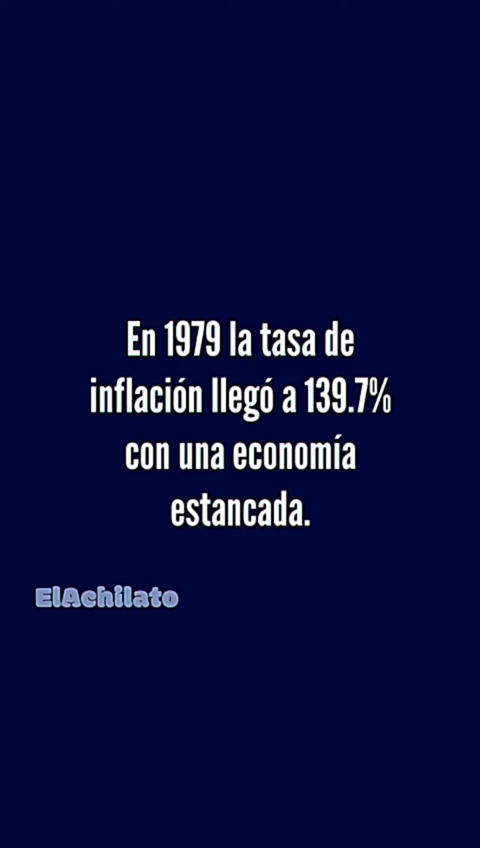 En 1979 la tasa de
inflación llegó a 139.7%
con una economía
estancada.
ElAchilato